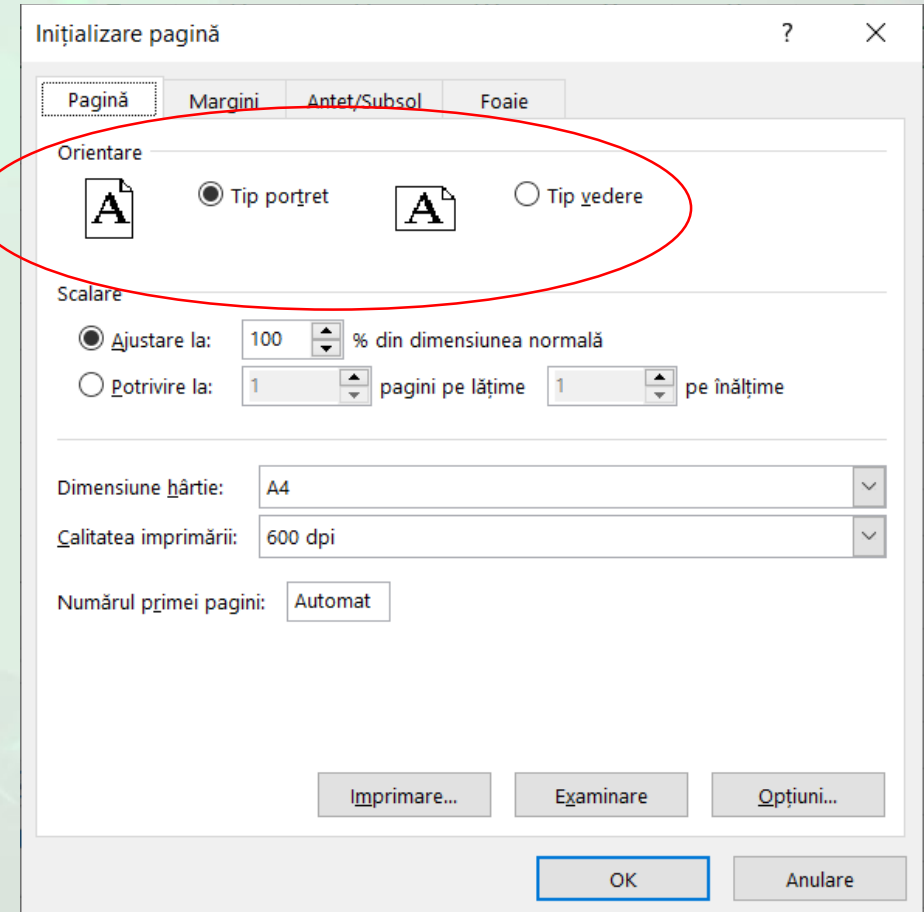 Inițializare pagină ?
Pagină Margini Antet/Subsol Foaie
Orientare
A Tip portret A Tip vedere
Scalare
Ajustare la: 100 % din dimensiunea normală
Potrivire la: 1 pagini pe lățime 1 pe înălțime
Dimensiune hârtie: A4
Calitatea imprimării: 600 dpi
Numărul primei pagini: Automat
Imprimare... Examinare Opțiuni...
OK Anulare